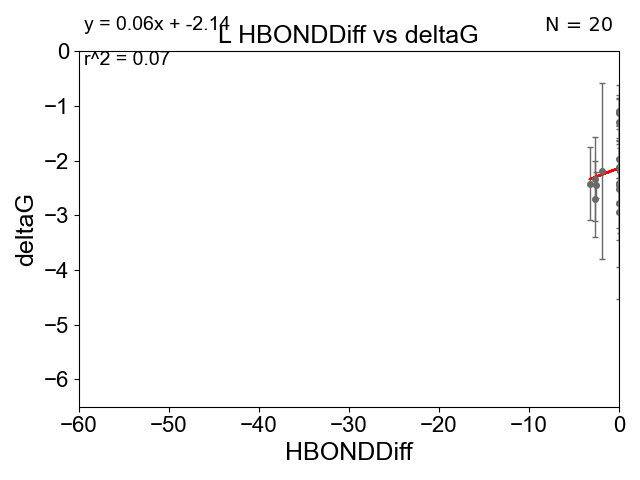 y = 0.06x + -2.14
L HBONDDiff vs deltaG
N = 20
r^2 = 0.07
0
−1
−2
−3
−4
−5
−6
deltaG
−60 −50 −40 −30 −20 −10 0
HBONDDiff